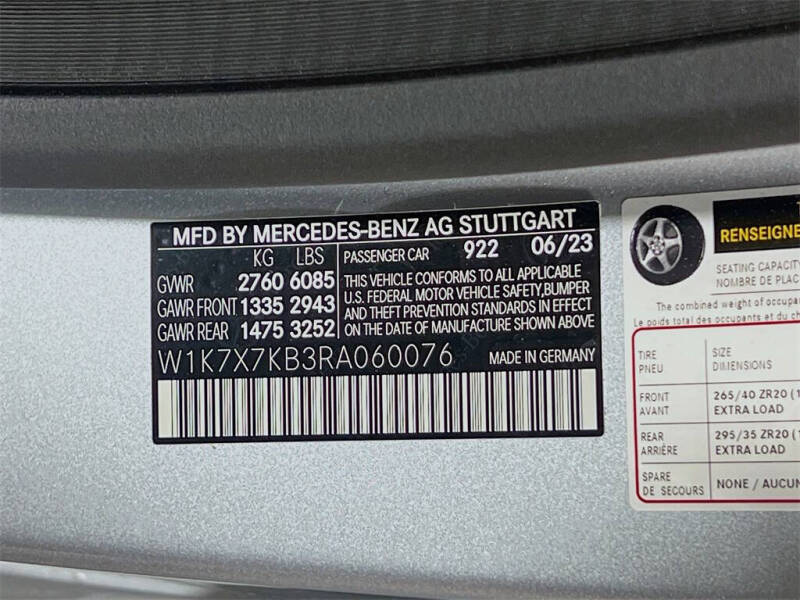 MFD BY MERCEDES-BENZ AG STUTTGART
KG LBS
GVWR 2760 6085
GAWR FRONT 1335 2943
GAWR REAR 1475 3252
PASSENGER CAR 922 06/23
THIS VEHICLE CONFORMS TO ALL APPLICABLE
U.S. FEDERAL MOTOR VEHICLE SAFETY,BUMPER
AND THEFT PREVENTION STANDARDS IN EFFECT
ON DATE OF MANUFACTURE SHOWN ABOVE
W1K7X7KB3RA060076 MADE IN GERMANY
RENSEIGNE
SEATING CAPACITY
NOMBRE DE PLAC
The combined weight of occupa
Le poids total des occupants et du ch
TIRE SIZE
PNEU DIMENSIONS
FRONT 265/40 ZR20 (1
AVANT EXTRA LOAD
REAR 295/35 ZR20 (
ARRIÈRE EXTRA LOAD
SPARE NONE / AUCUN
DE SECOURS